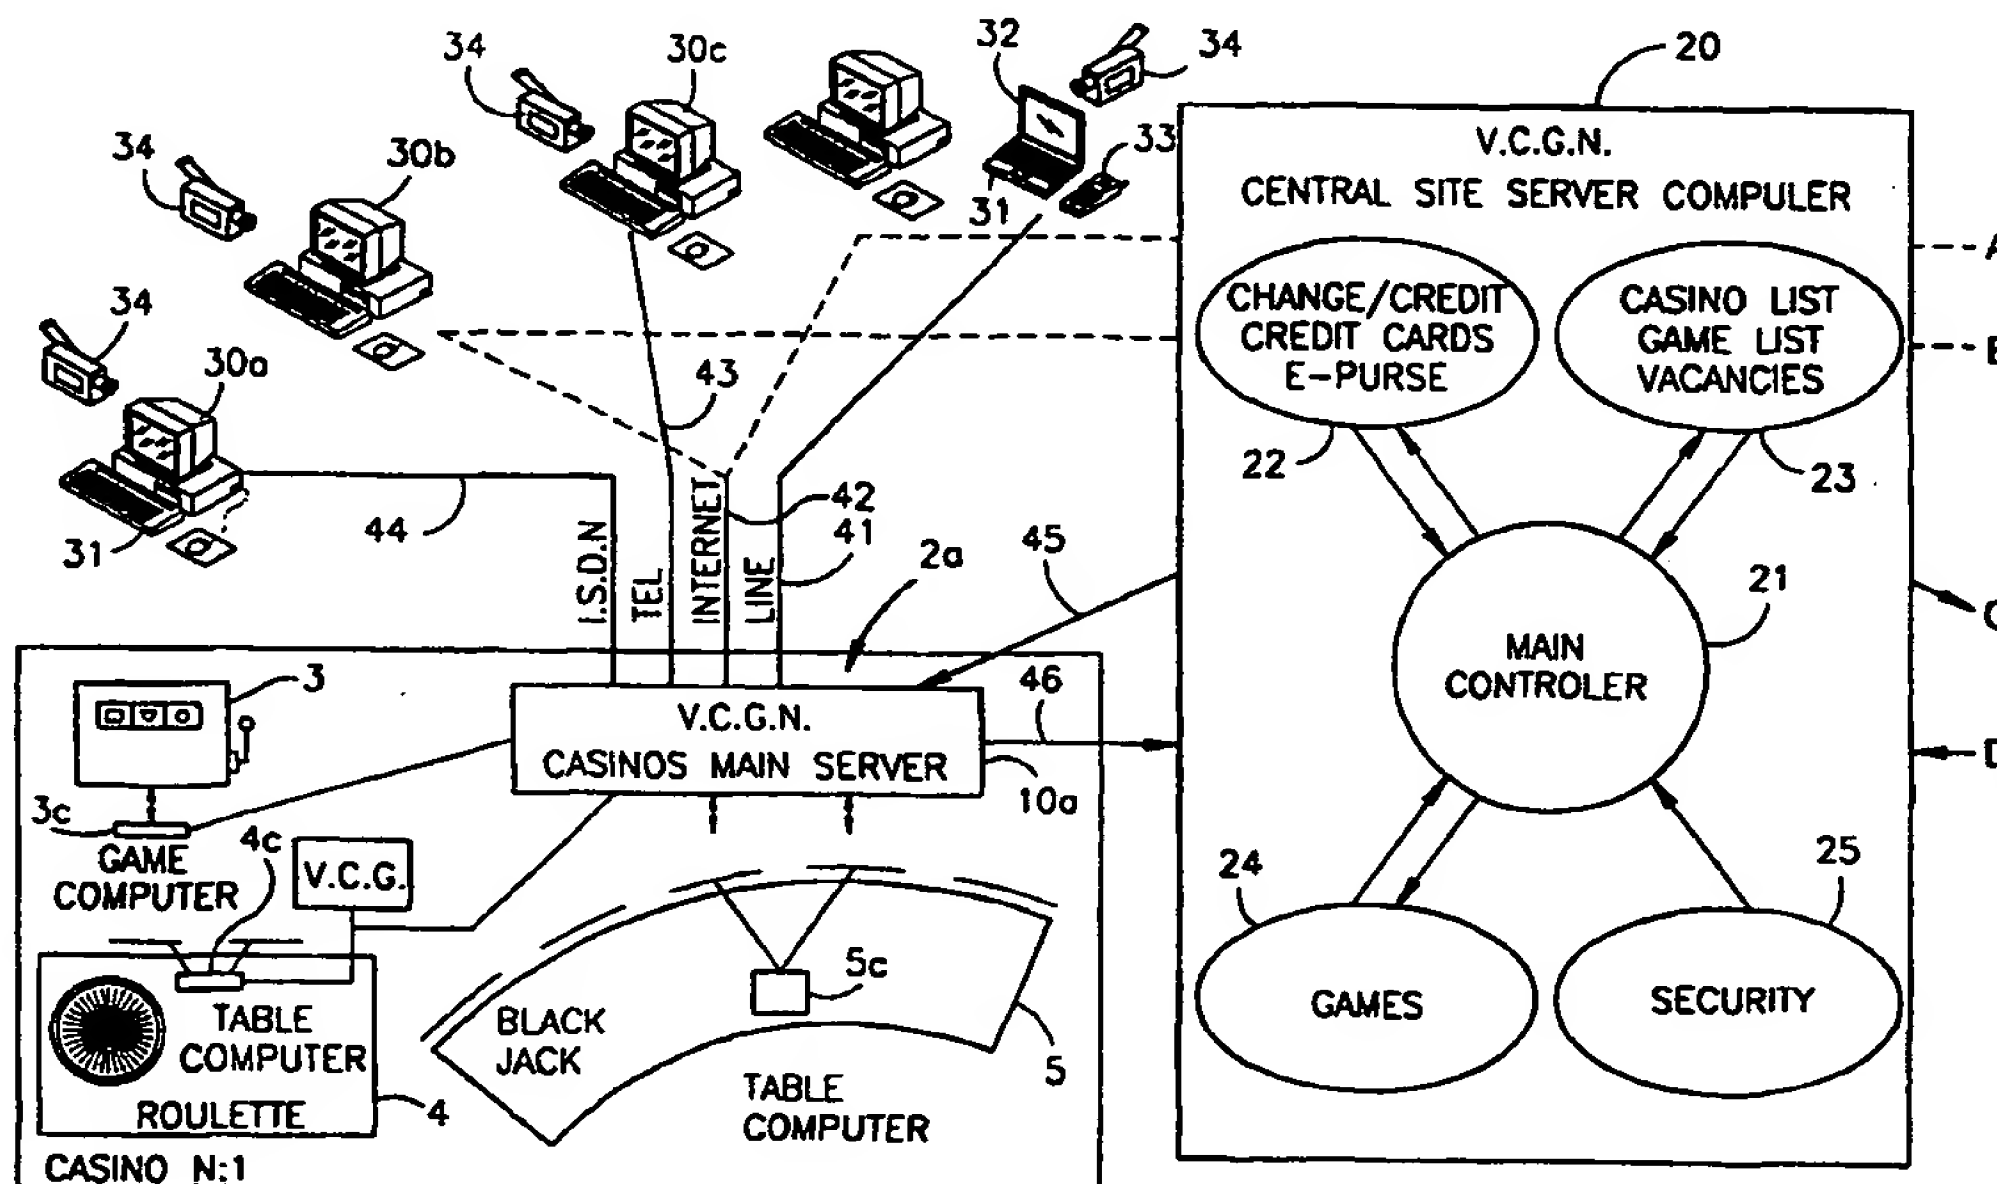 34
30c
32
34
20
34
30b
33
V.C.G.N.
CENTRAL SITE SERVER COMPULER
31
A
34
30a
CHANGE/CREDIT
CREDIT CARDS
E-PURSE
CASINO LIST
GAME LIST
VACANCIES
43
22
23
31
44
42
41
I.S.D.N
TEL
INTERNET
LINE
2a
45
21
MAIN
CONTROLER
3
46
V.C.G.N.
CASINOS MAIN SERVER
10a
D
3c
GAME
COMPUTER
4c
V.C.G.
24
25
5c
TABLE
COMPUTER
ROULETTE
4
BLACK
JACK
5
TABLE
COMPUTER
GAMES
SECURITY
CASINO N:1